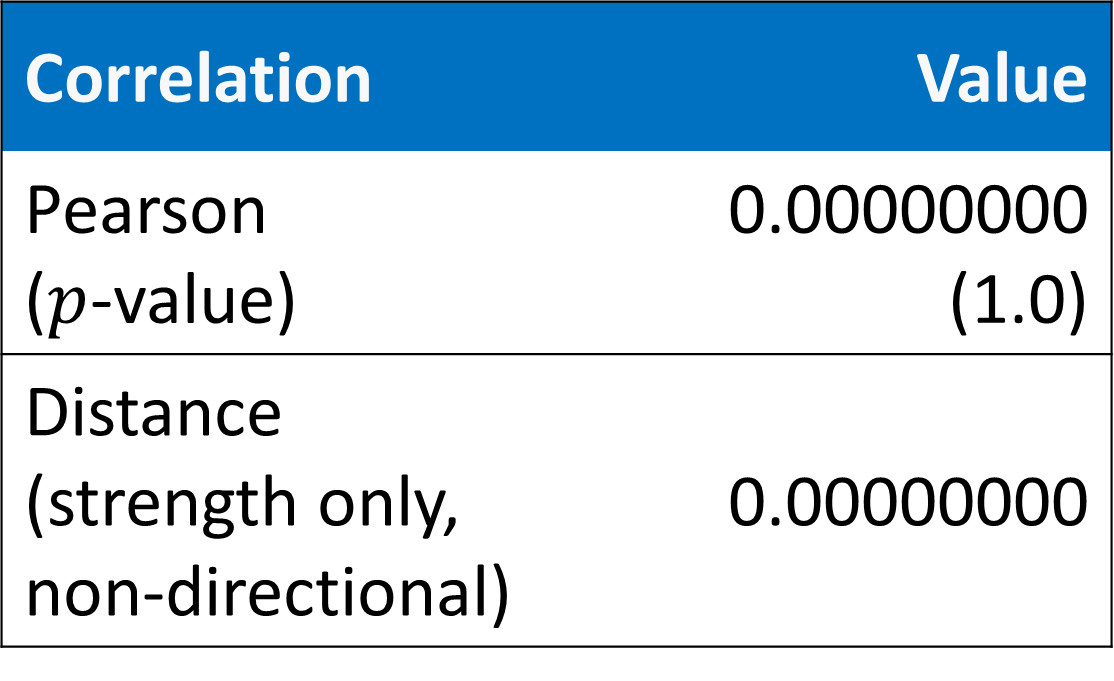 Correlation Value
Pearson 0.00000000
(p-value) (1.0)
Distance
(strength only, 0.00000000
non-directional)